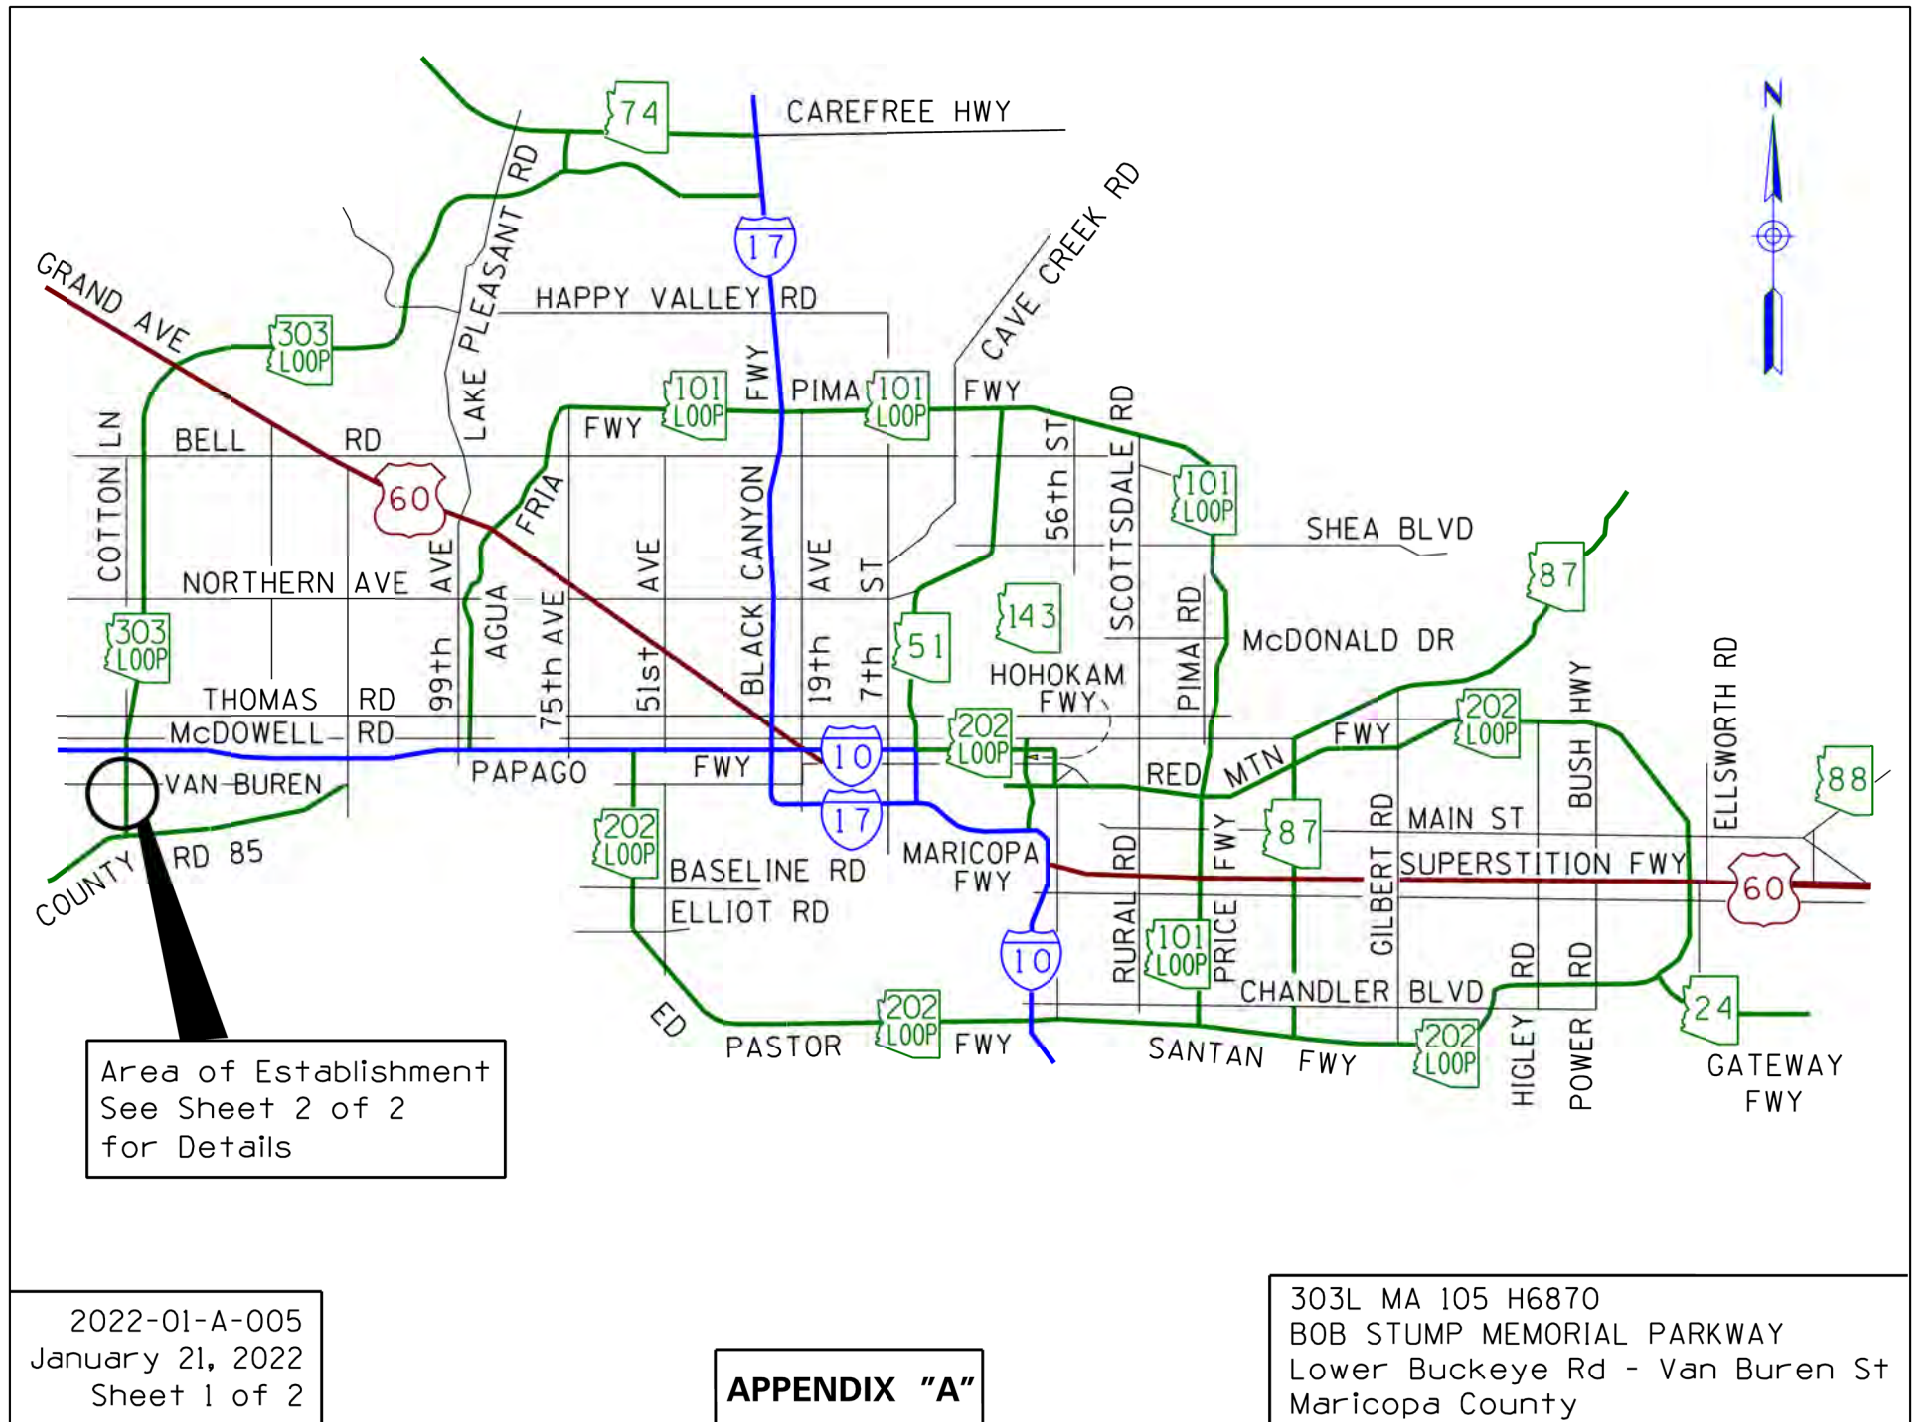 N
74
CAREFREE HWY
LAKE PLEASANT RD
CAVE CREEK RD
17
GRAND AVE
HAPPY VALLEY RD
303
LOOP
101
LOOP
FWY
PIMA
101
LOOP
FWY
FWY
COTTON LN
BELL RD
60
AGUA FRIA
BLACK CANYON
56th ST
SCOTTSDALE RD
101
LOOP
SHEA BLVD
87
NORTHERN AVE
99th AVE
75th AVE
51st AVE
19th AVE
7th ST
143
51
PIMA RD
McDONALD DR
303
LOOP
HOHOKAM
FWY
THOMAS RD
McDOWELL RD
202
LOOP
202
LOOP
FWY
BUSH HWY
ELLSWORTH RD
10
PAPAGO FWY
RED MTN
88
VAN BUREN
17
202
LOOP
87
MAIN ST
COUNTY RD 85
BASELINE RD
MARICOPA
FWY
SUPERSTITION FWY
60
ELLIOT RD
RURAL RD
PRICE FWY
GILBERT RD
10
101
LOOP
CHANDLER BLVD
HIGLEY RD
POWER RD
24
ED PASTOR FWY
202
LOOP
SANTAN FWY
202
LOOP
GATEWAY
FWY
Area of Establishment
See Sheet 2 of 2
for Details
2022-01-A-005
January 21, 2022
Sheet 1 of 2
APPENDIX "A"
303L MA 105 H6870
BOB STUMP MEMORIAL PARKWAY
Lower Buckeye Rd - Van Buren St
Maricopa County